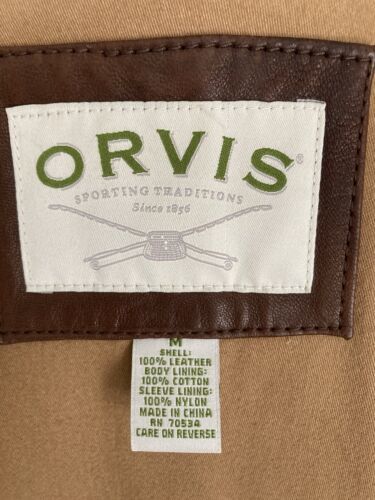 ORVIS®
SPORTING TRADITIONS
Since 1856
M
SHELL:
100% LEATHER
BODY LINING:
100% COTTON
SLEEVE LINING:
100% NYLON
MADE IN CHINA
RN 70534
CARE ON REVERSE